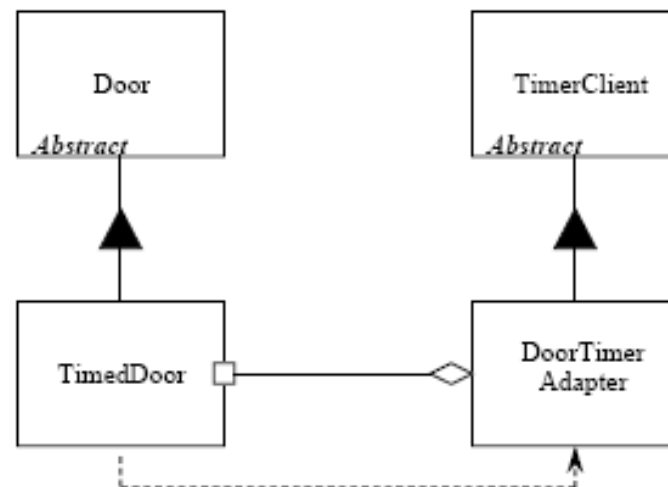 Door
Abstract
TimerClient
Abstract
TimedDoor
DoorTimer
Adapter